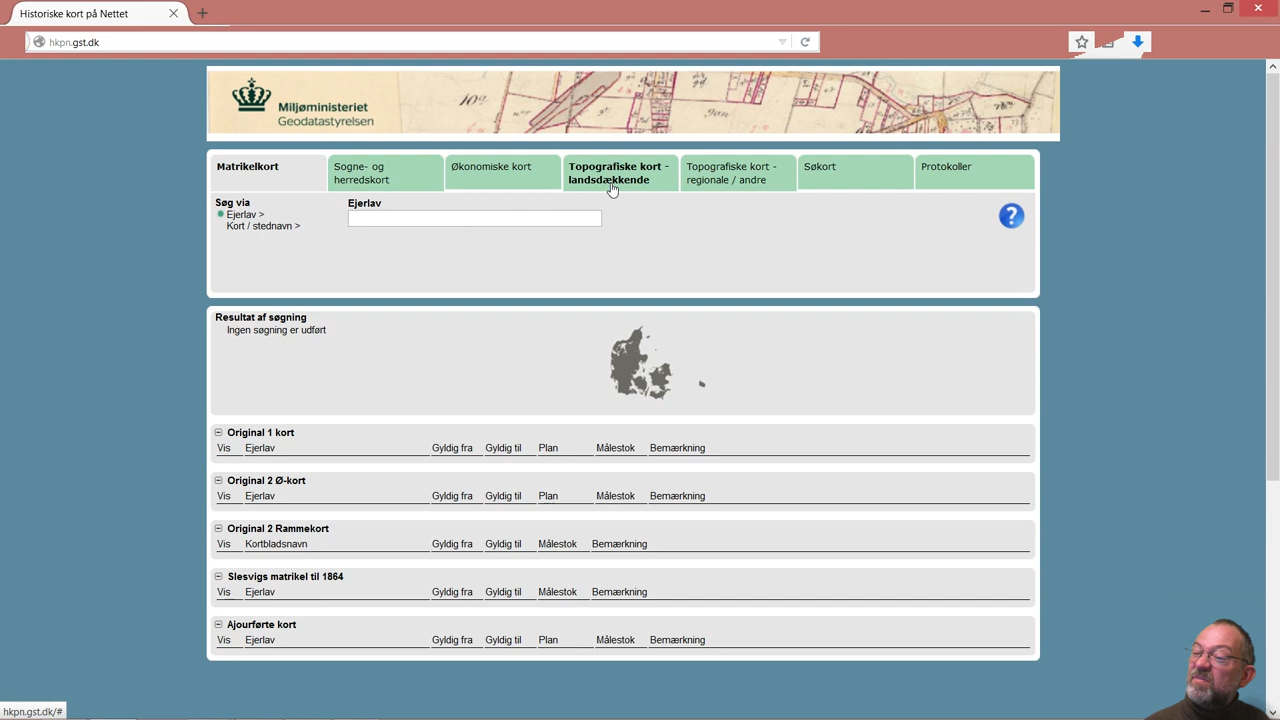 Historiske kort på Nettet
hkpn.gst.dk
Miljøministeriet
Geodatastyrelsen
Matrikelkort
Sogne- og
herredskort
Økonomiske kort
Topografiske kort -
landsdækkende
Topografiske kort -
regionale / andre
Søkort
Protokoller
Søg via
Ejerlav >
Kort / stednavn >
Ejerlav
Resultat af søgning
Ingen søgning er udført
Original 1 kort
Vis Ejerlav Gyldig fra Gyldig til Plan Målestok Bemærkning
Original 2 Ø-kort
Vis Ejerlav Gyldig fra Gyldig til Plan Målestok Bemærkning
Original 2 Rammekort
Vis Kortbladsnavn Gyldig fra Gyldig til Målestok Bemærkning
Slesvigs matrikel til 1864
Vis Ejerlav Gyldig fra Gyldig til Målestok Bemærkning
Ajourførte kort
Vis Ejerlav Gyldig fra Gyldig til Plan Målestok Bemærkning
hkpn.gst.dk/#